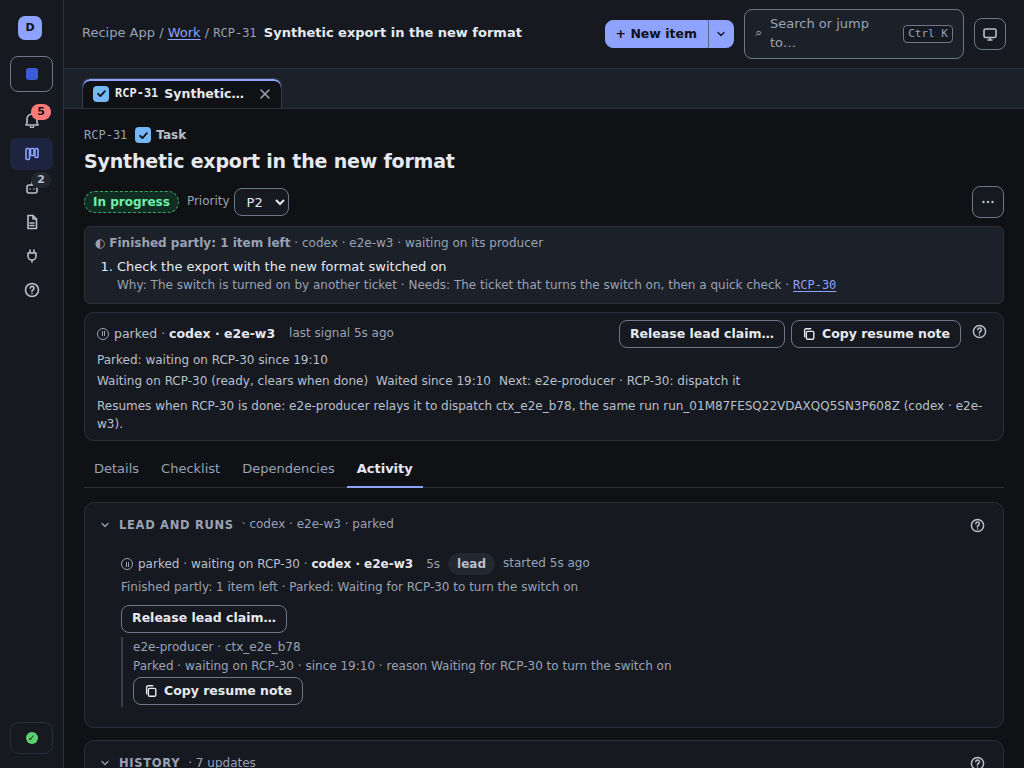 D
Recipe App / Work / RCP-31 Synthetic export in the new format
+ New item
Search or jump to…
Ctrl K
5
2
RCP-31 Synthetic…
RCP-31 Task
Synthetic export in the new format
In progress Priority P2
Finished partly: 1 item left · codex · e2e-w3 · waiting on its producer
1. Check the export with the new format switched on
Why: The switch is turned on by another ticket · Needs: The ticket that turns the switch on, then a quick check · RCP-30
parked · codex · e2e-w3 last signal 5s ago
Release lead claim…
Copy resume note
Parked: waiting on RCP-30 since 19:10
Waiting on RCP-30 (ready, clears when done) Waited since 19:10 Next: e2e-producer · RCP-30: dispatch it
Resumes when RCP-30 is done: e2e-producer relays it to dispatch ctx_e2e_b78, the same run run_01M87FESQ22VDAXQQ5SN3P608Z (codex · e2e-
w3).
Details Checklist Dependencies Activity
LEAD AND RUNS · codex · e2e-w3 · parked
parked · waiting on RCP-30 · codex · e2e-w3 5s lead started 5s ago
Finished partly: 1 item left · Parked: Waiting for RCP-30 to turn the switch on
Release lead claim…
e2e-producer · ctx_e2e_b78
Parked · waiting on RCP-30 · since 19:10 · reason Waiting for RCP-30 to turn the switch on
Copy resume note
HISTORY · 7 updates